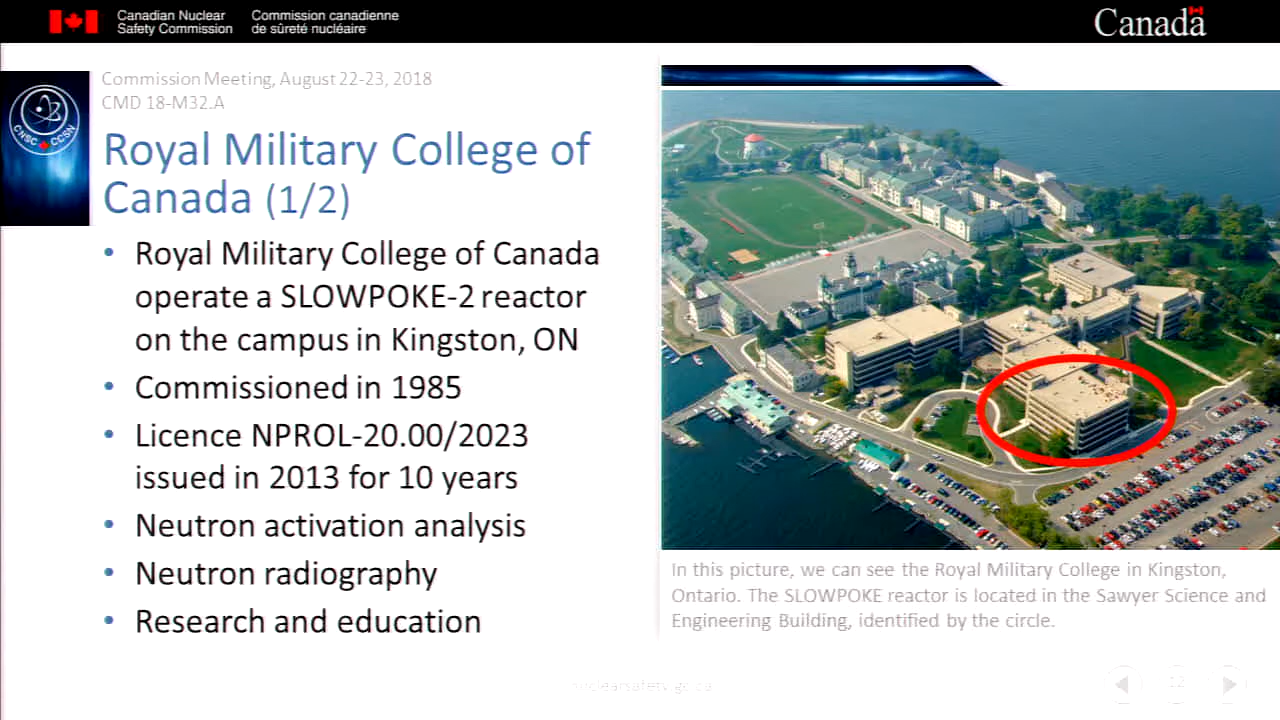 Canadian Nuclear
Safety Commission
Commission canadienne
de sûreté nucléaire
Canada
Commission Meeting, August 22-23, 2018
CMD 18-M32.A
CNSC CCSN
Royal Military College of
Canada (1/2)
• Royal Military College of Canada
operate a SLOWPOKE-2 reactor
on the campus in Kingston, ON
• Commissioned in 1985
• Licence NPROL-20.00/2023
issued in 2013 for 10 years
• Neutron activation analysis
• Neutron radiography
• Research and education
In this picture, we can see the Royal Military College in Kingston,
Ontario. The SLOWPOKE reactor is located in the Sawyer Science and
Engineering Building, identified by the circle.
nuclearsafety.gc.ca
12